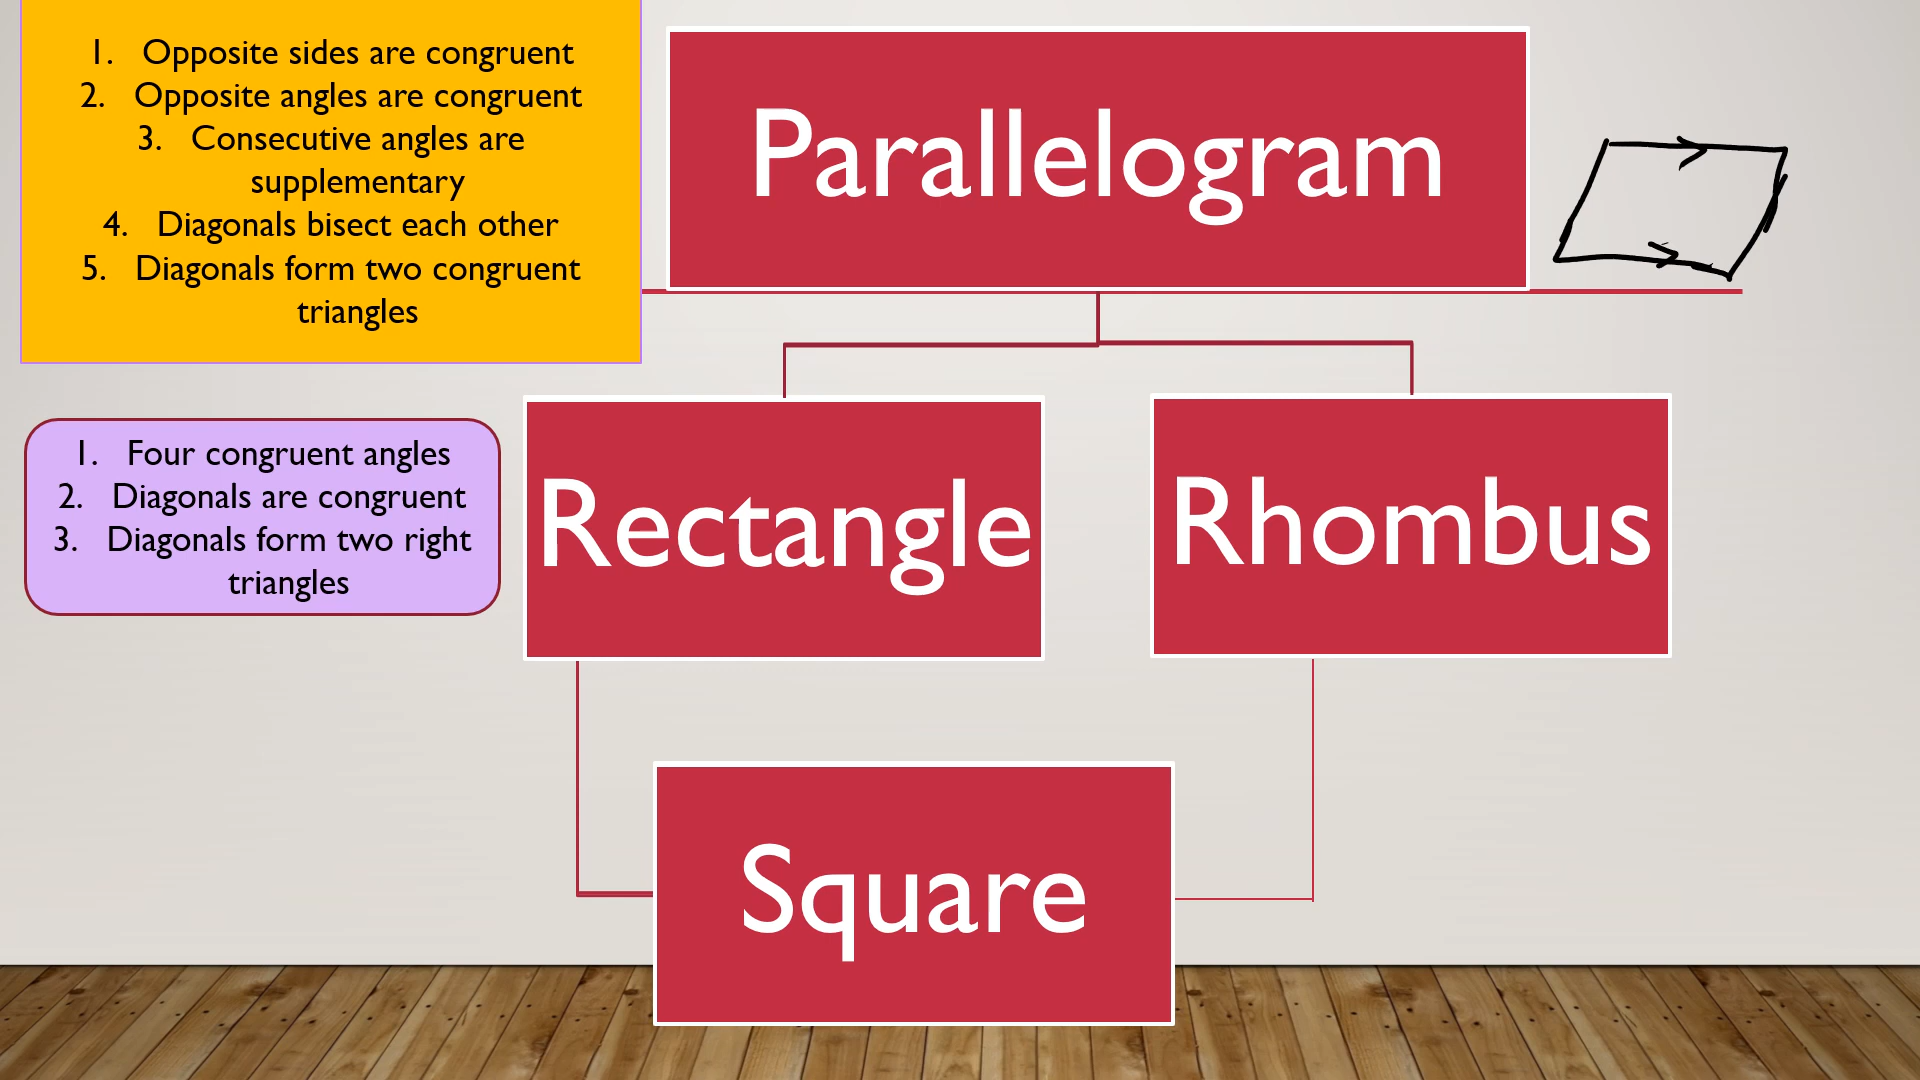 1. Opposite sides are congruent
2. Opposite angles are congruent
3. Consecutive angles are
supplementary
4. Diagonals bisect each other
5. Diagonals form two congruent
triangles
Parallelogram
1. Four congruent angles
2. Diagonals are congruent
3. Diagonals form two right
triangles
Rectangle
Rhombus
Square